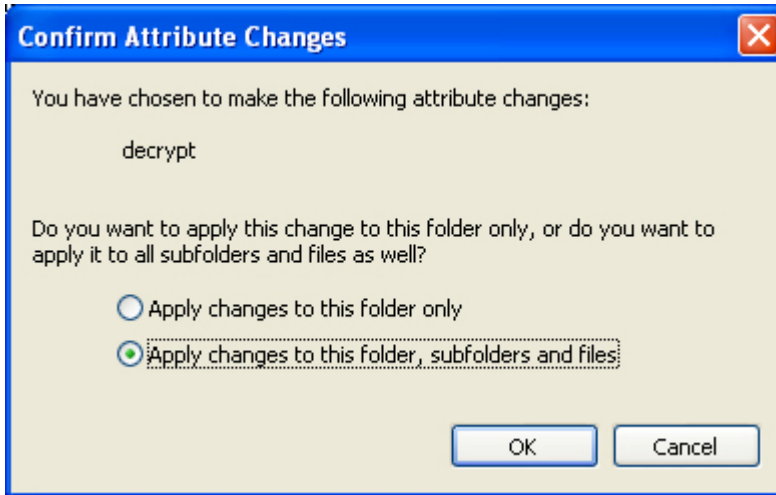 Confirm Attribute Changes
You have chosen to make the following attribute changes:
decrypt
Do you want to apply this change to this folder only, or do you want to
apply it to all subfolders and files as well?
Apply changes to this folder only
Apply changes to this folder, subfolders and files
OK
Cancel